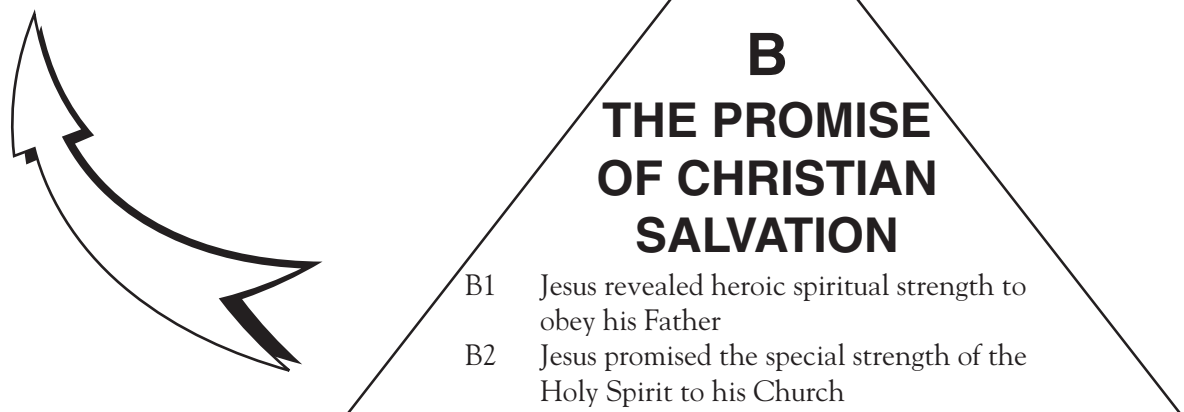 B
THE PROMISE
OF CHRISTIAN
SALVATION
B1 Jesus revealed heroic spiritual strength to
obey his Father
B2 Jesus promised the special strength of the
Holy Spirit to his Church